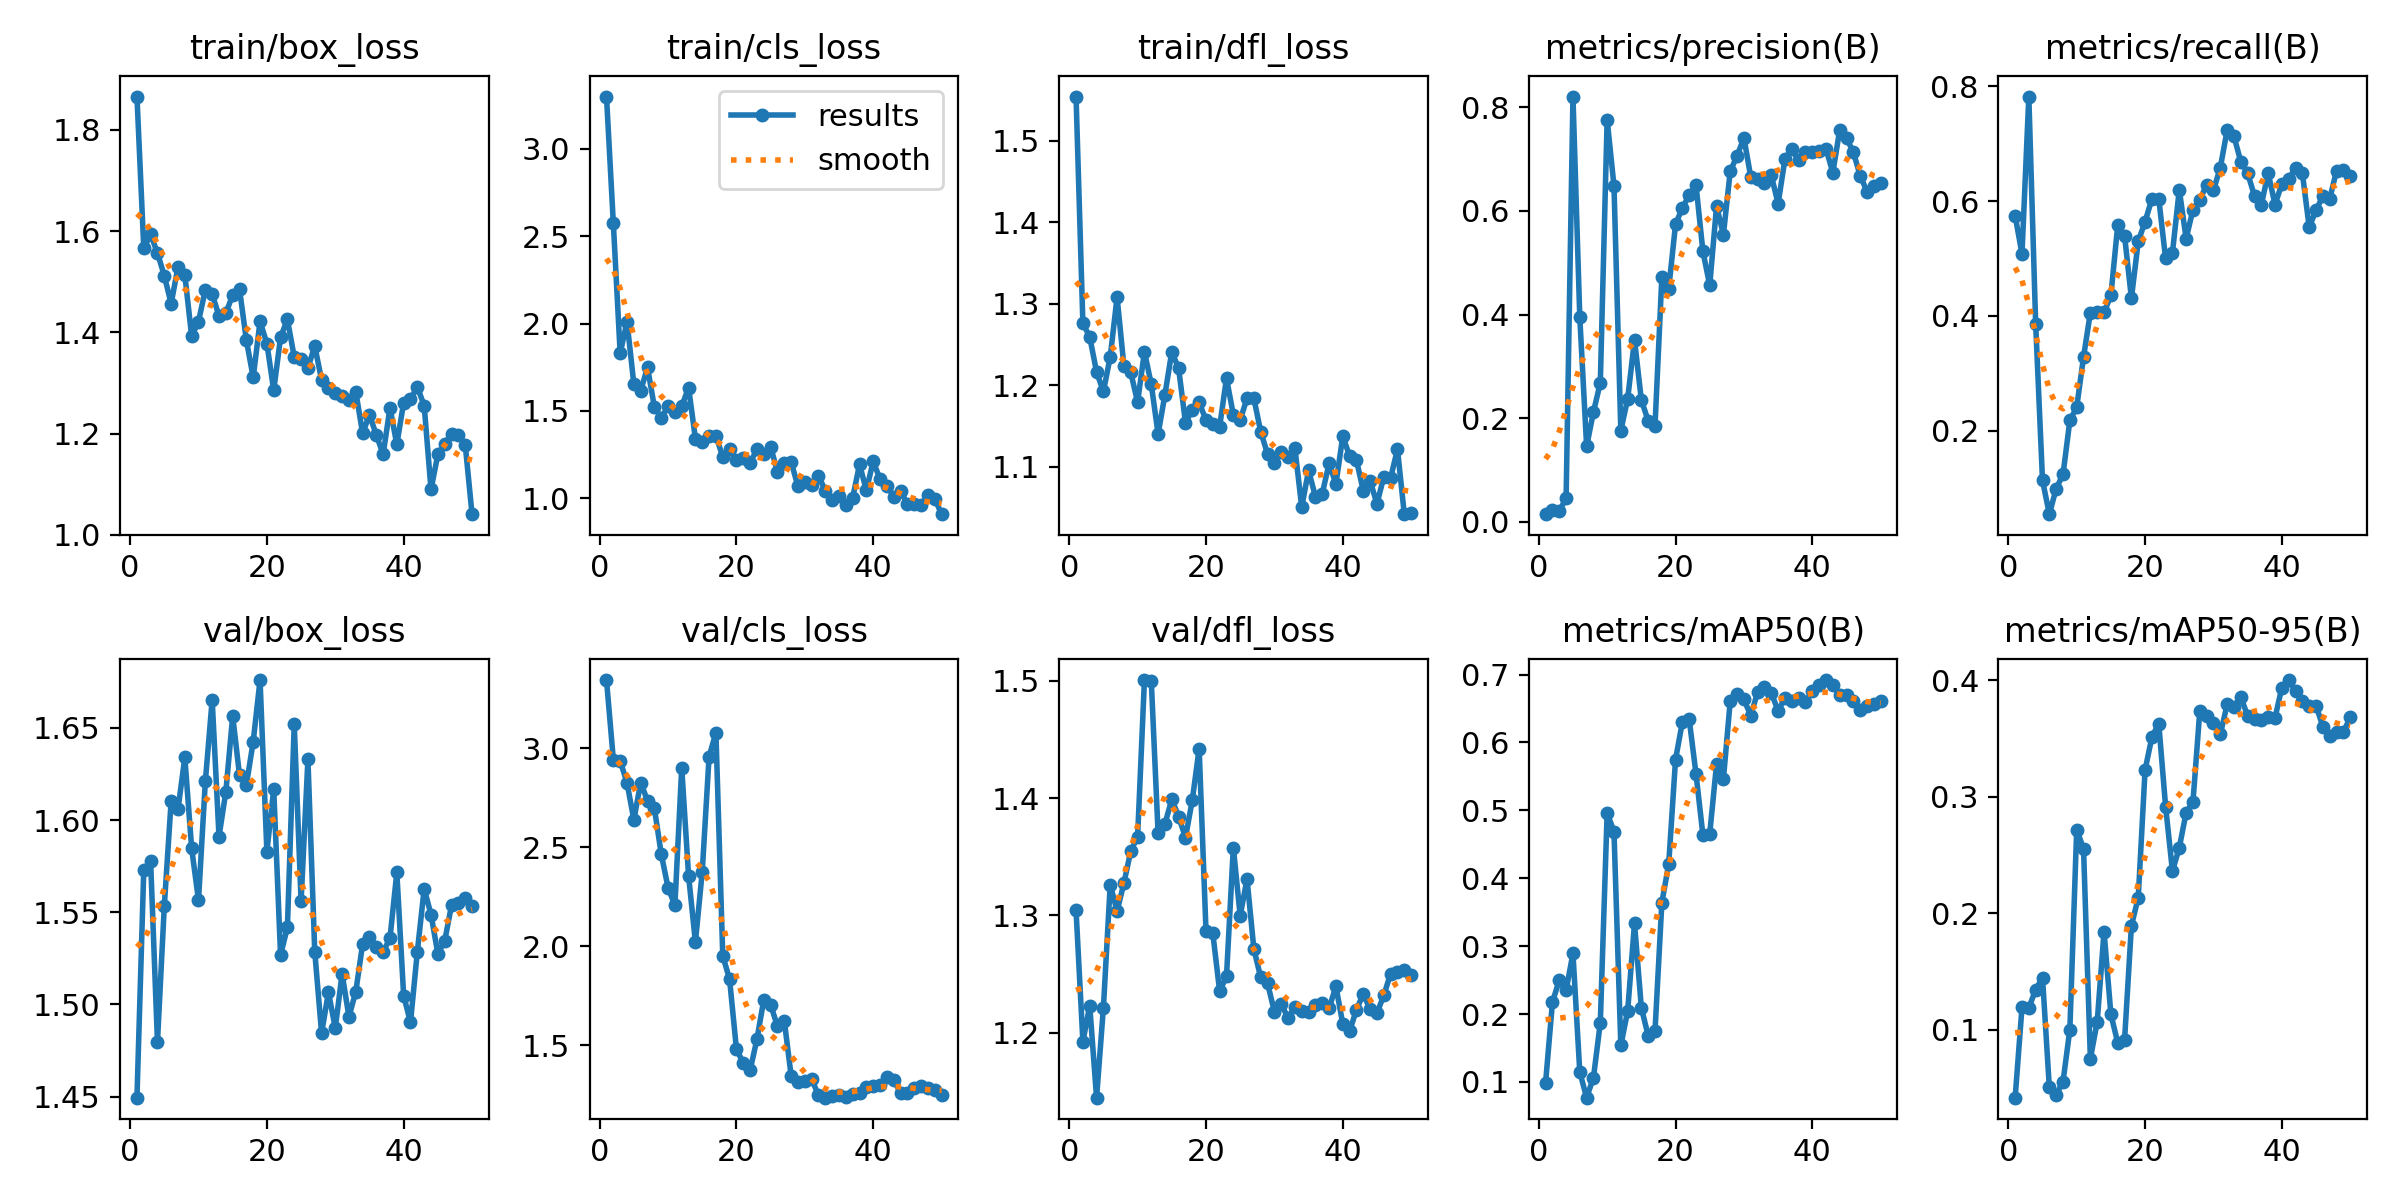 train/box_loss
1.8
1.6
1.4
1.2
1.0
0 20 40
train/cls_loss
results
smooth
3.0
2.5
2.0
1.5
1.0
0 20 40
train/dfl_loss
1.5
1.4
1.3
1.2
1.1
0 20 40
metrics/precision(B)
0.8
0.6
0.4
0.2
0.0
0 20 40
metrics/recall(B)
0.8
0.6
0.4
0.2
0 20 40
val/box_loss
1.65
1.60
1.55
1.50
1.45
0 20 40
val/cls_loss
3.0
2.5
2.0
1.5
0 20 40
val/dfl_loss
1.5
1.4
1.3
1.2
0 20 40
metrics/mAP50(B)
0.7
0.6
0.5
0.4
0.3
0.2
0.1
0 20 40
metrics/mAP50-95(B)
0.4
0.3
0.2
0.1
0 20 40